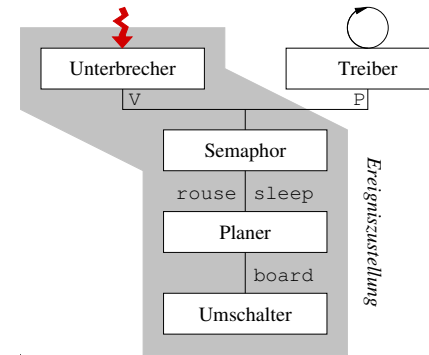 Unterbrecher
Treiber
V
P
Semaphor
rouse
sleep
Planer
board
Umschalter
Ereigniszustellung